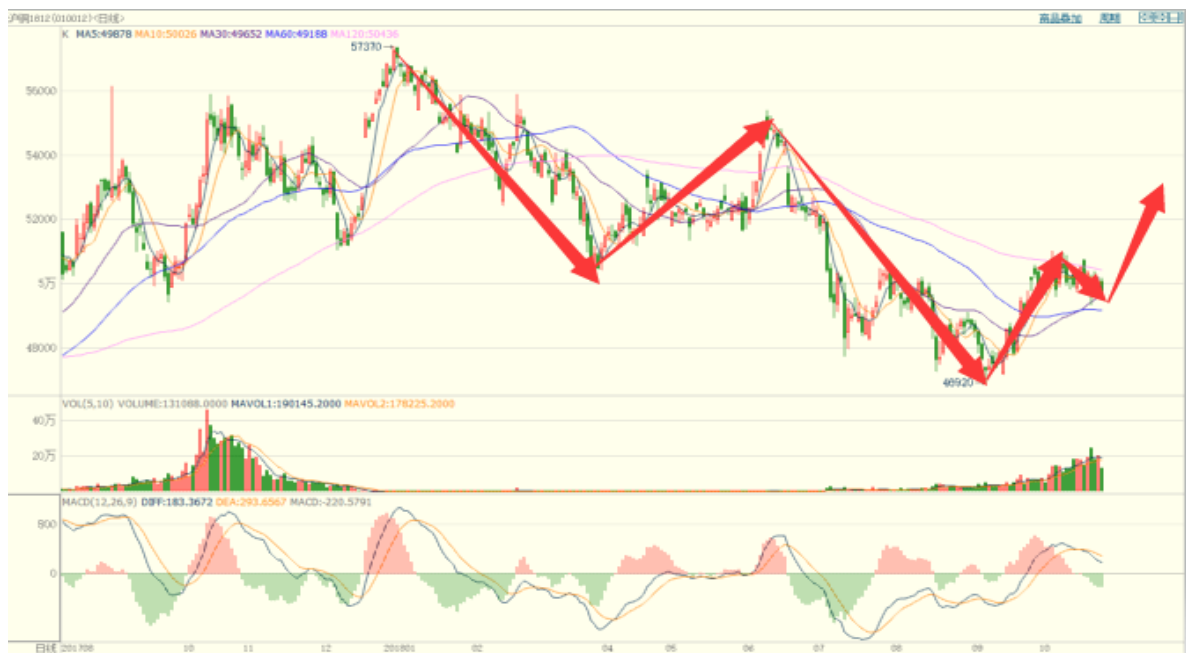 沪铜1812(010012)<日线>
商品叠加 周期
K MA5:49878 MA10:50026 MA30:49652 MA60:49188 MA120:50436
57370
56000
54000
52000
5万
48000
46920
VOL(5,10) VOLUME:131088.0000 MAVOL1:190145.2000 MAVOL2:178225.2000
40万
20万
MACD(12,26,9) DIFF:183.3672 DEA:293.6567 MACD:-220.5791
800
0
日线 201708 10 11 12 201801 02 04 05 06 07 08 09 10